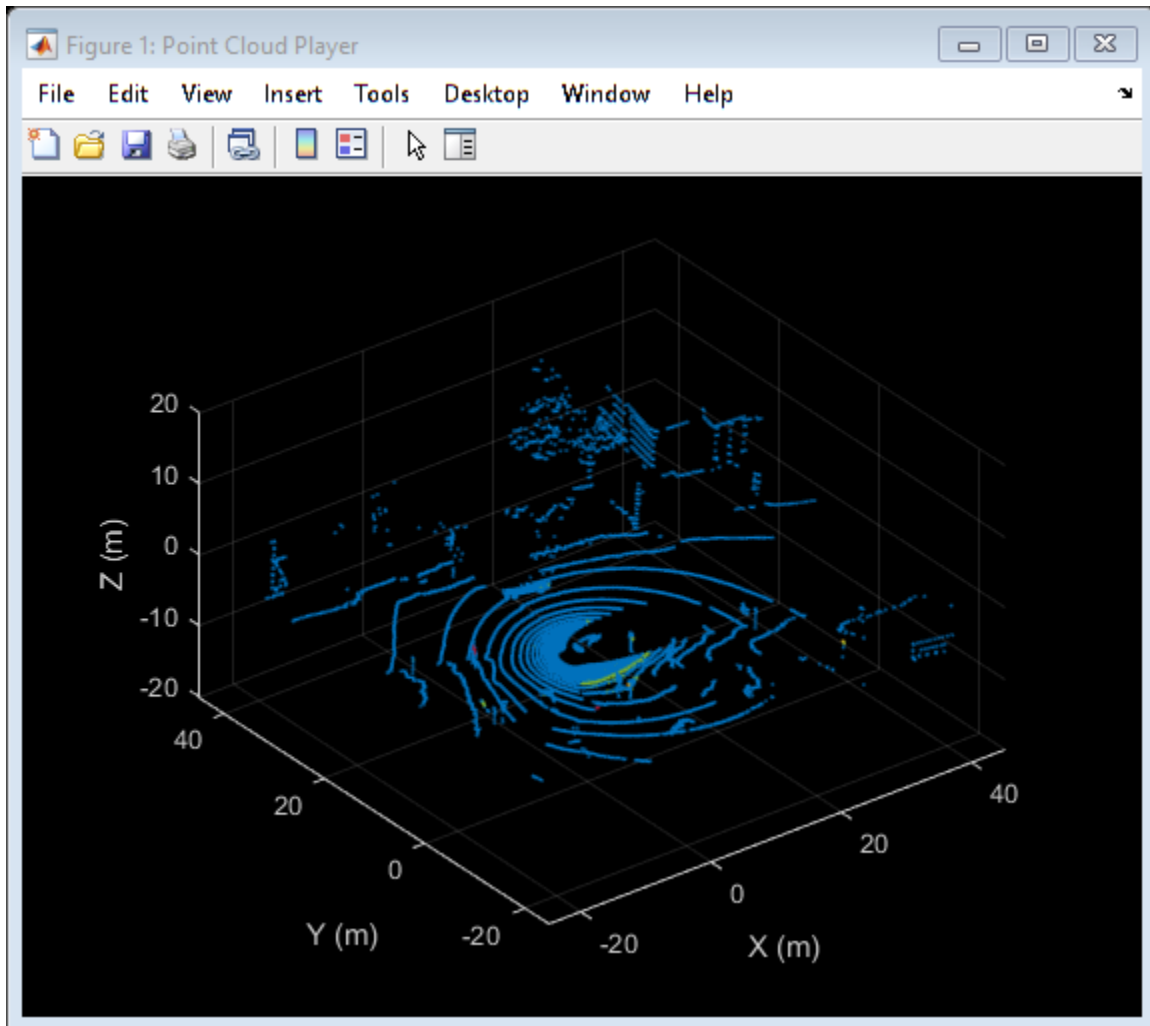 Figure 1: Point Cloud Player
File Edit View Insert Tools Desktop Window Help
20
10
0
-10
-20
Z (m)
40
20
0
-20
Y (m)
-20
0
20
40
X (m)